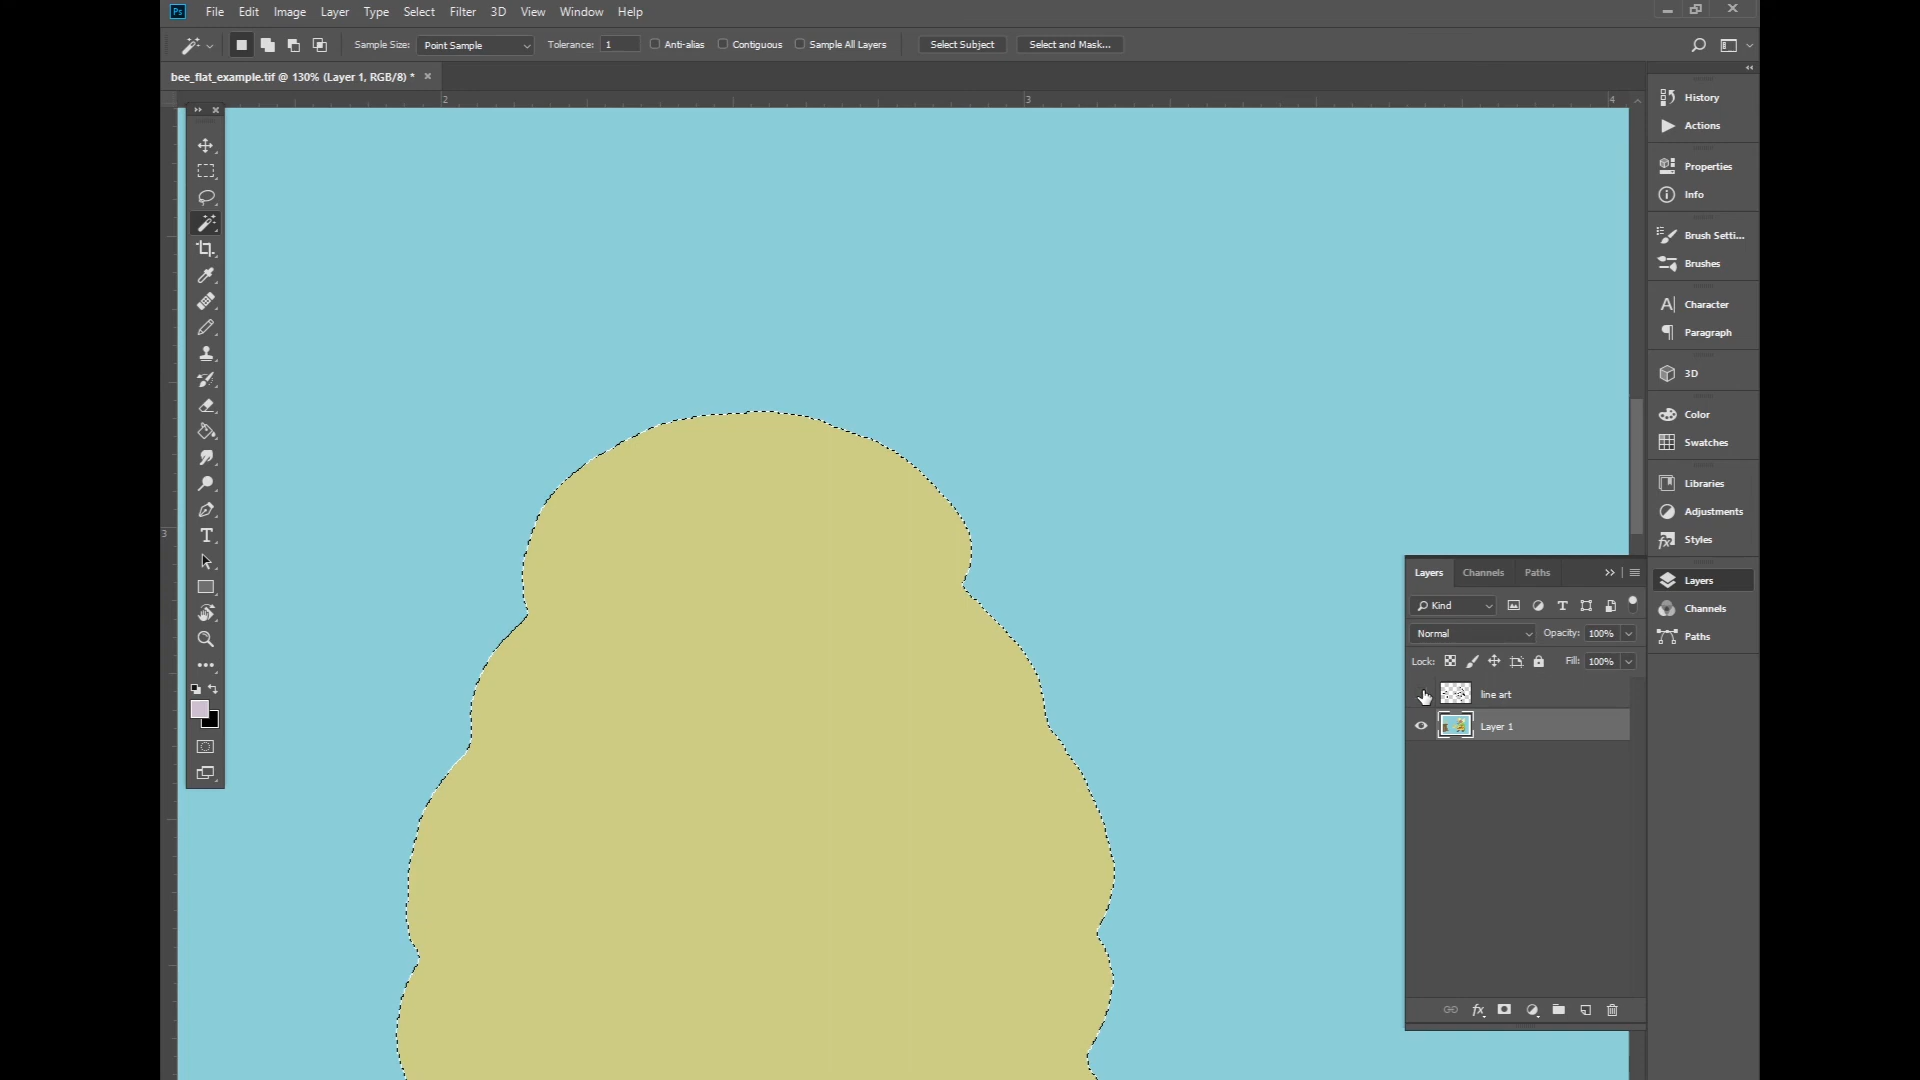 Ps File Edit Image Layer Type Select Filter 3D View Window Help
Sample Size: Point Sample Tolerance: 1 Anti-alias Contiguous Sample All Layers Select Subject Select and Mask...
bee_flat_example.tif @ 130% (Layer 1, RGB/8) *
2 3 4
3
History
Actions
Properties
Info
Brush Setti...
Brushes
Character
Paragraph
3D
Color
Swatches
Libraries
Adjustments
Styles
Layers
Channels
Paths
Layers Channels Paths
Kind
Normal Opacity: 100%
Lock: Fill: 100%
line art
Layer 1
fx